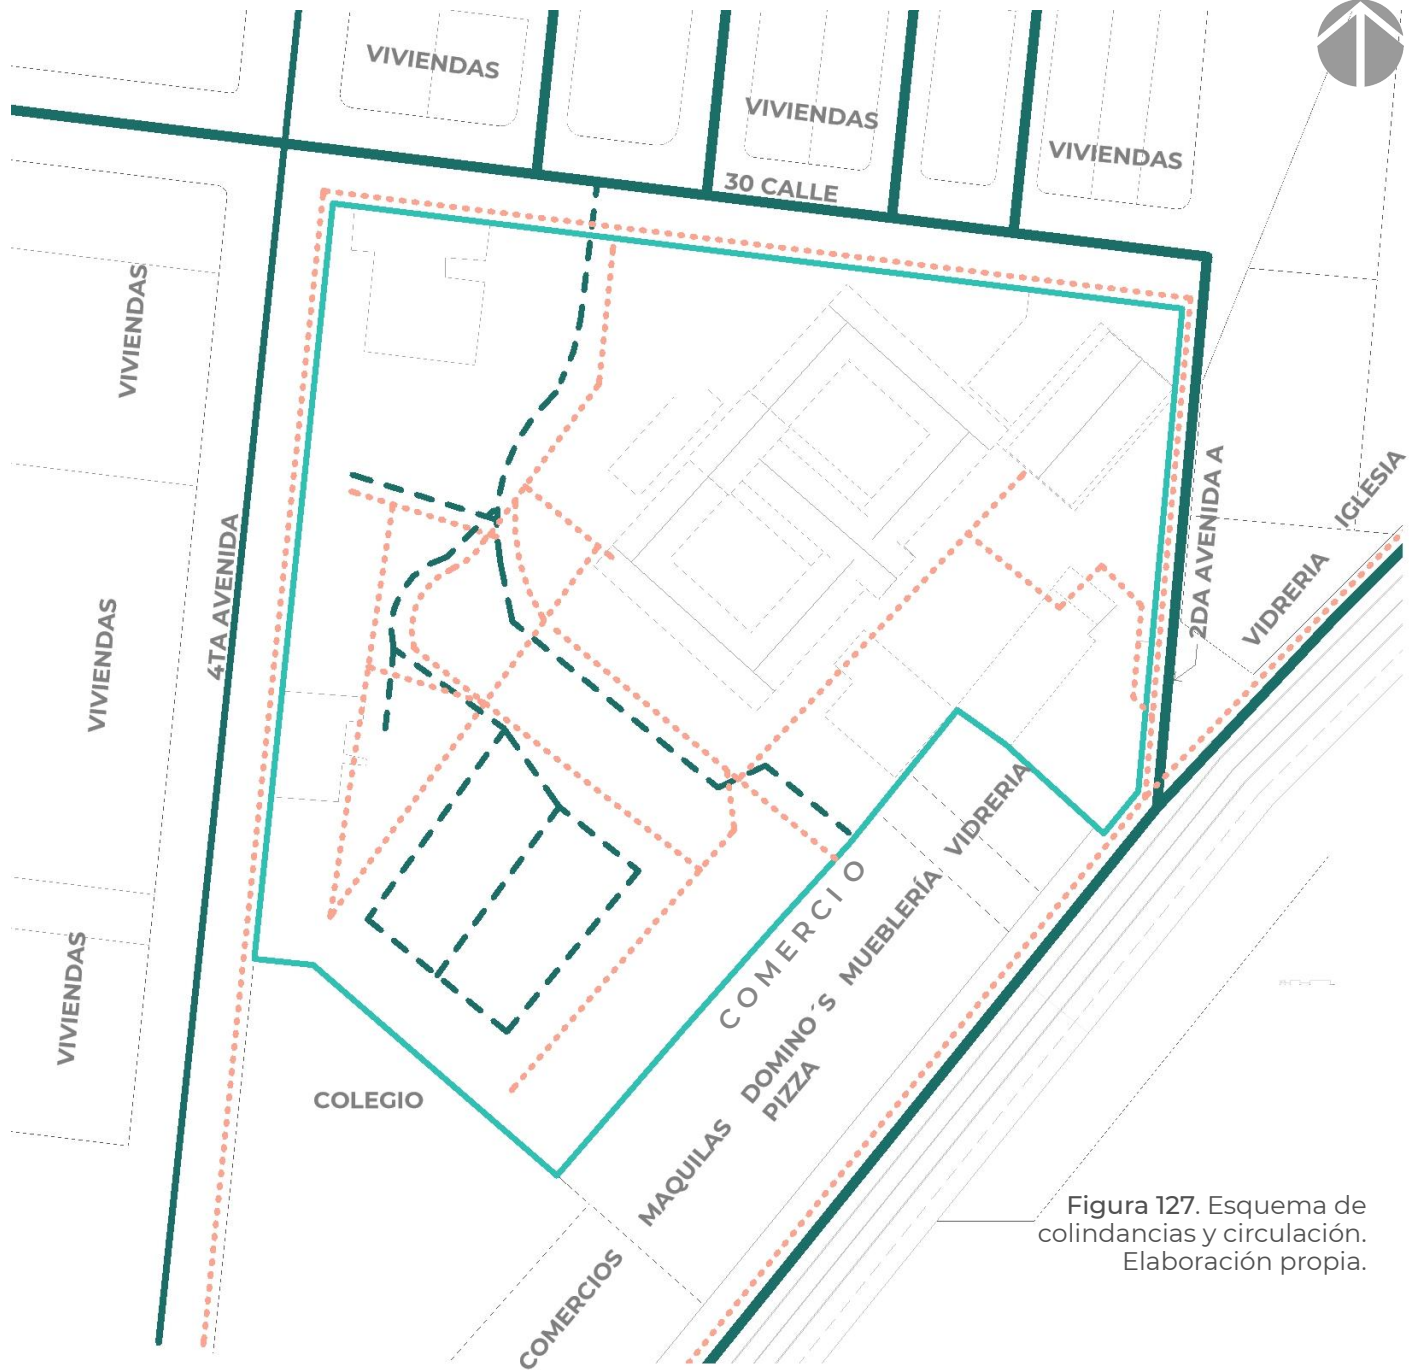 VIVIENDAS
VIVIENDAS
VIVIENDAS
30 CALLE
VIVIENDAS
4TA AVENIDA
2DA AVENIDA A
IGLESIA
VIDRERIA
VIVIENDAS
VIDRERIA
COMERCIO
MUEBLERÍA
VIVIENDAS
DOMINO´S
PIZZA
COLEGIO
MAQUILAS
COMERCIOS
Figura 127. Esquema de
colindancias y circulación.
Elaboración propia.